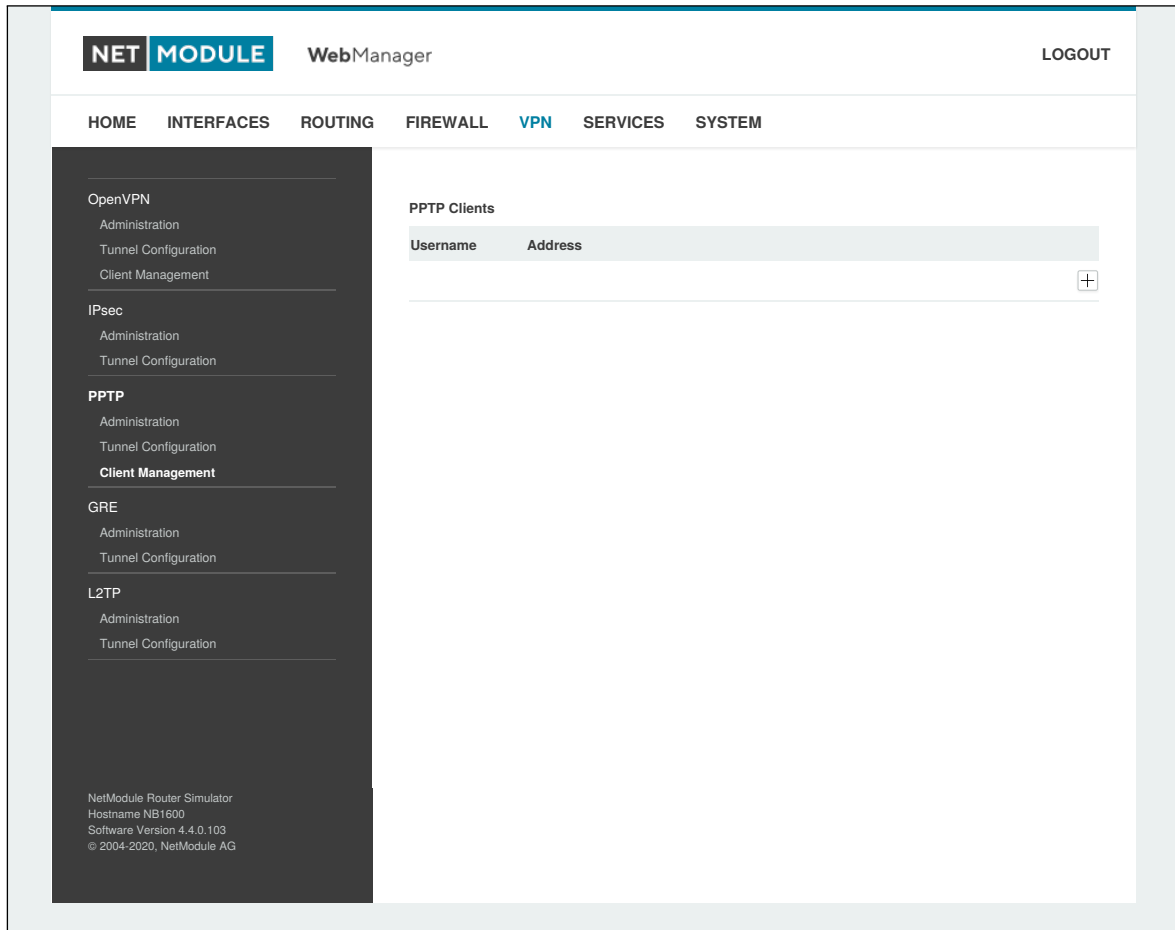 NET MODULE WebManager LOGOUT
HOME INTERFACES ROUTING FIREWALL VPN SERVICES SYSTEM
OpenVPN
Administration
Tunnel Configuration
Client Management
IPsec
Administration
Tunnel Configuration
PPTP
Administration
Tunnel Configuration
Client Management
GRE
Administration
Tunnel Configuration
L2TP
Administration
Tunnel Configuration
NetModule Router Simulator
Hostname NB1600
Software Version 4.4.0.103
© 2004-2020, NetModule AG
PPTP Clients
Username Address